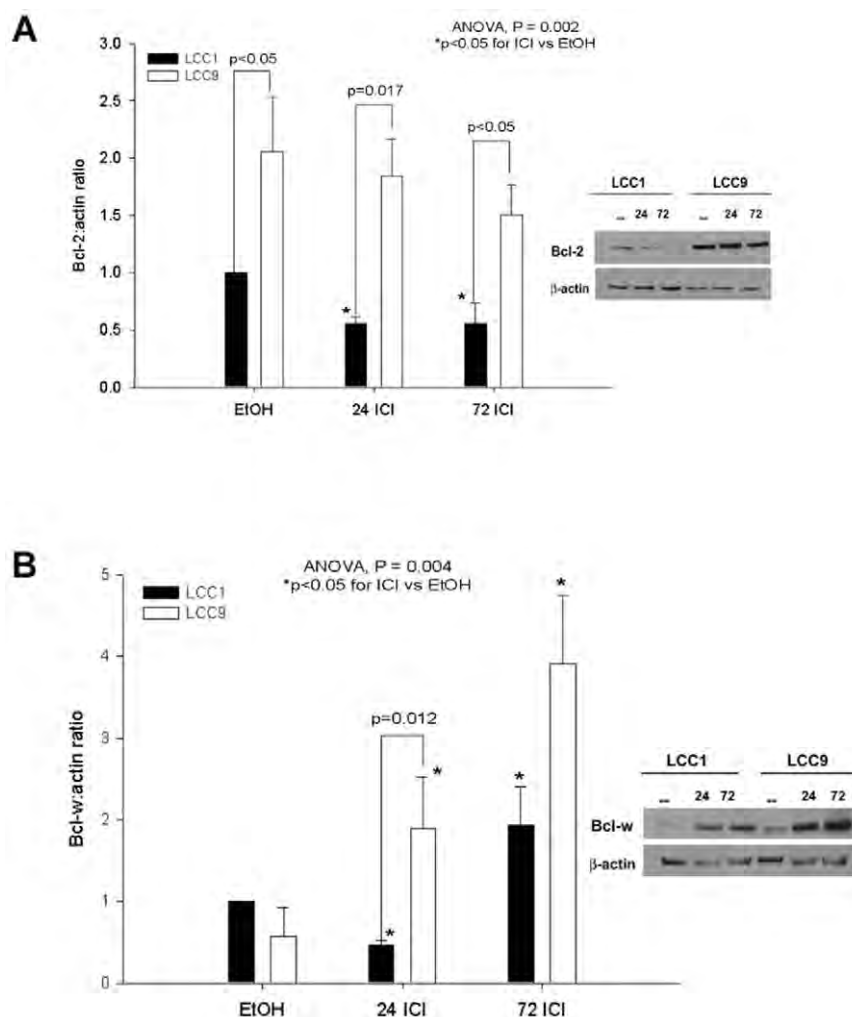 A
ANOVA, P = 0.002
*p<0.05 for ICI vs EtOH
3.0
2.5
2.0
1.5
1.0
0.5
0.0
Bcl-2:actin ratio
LCC1
LCC9
p<0.05
p=0.017
p<0.05
*
*
EtOH
24 ICI
72 ICI
LCC1
LCC9
-- 24 72 -- 24 72
Bcl-2
β-actin
B
ANOVA, P = 0.004
*p<0.05 for ICI vs EtOH
5
4
3
2
1
0
Bcl-w:actin ratio
LCC1
LCC9
p=0.012
*
*
*
*
EtOH
24 ICI
72 ICI
LCC1
LCC9
-- 24 72 -- 24 72
Bcl-w
β-actin